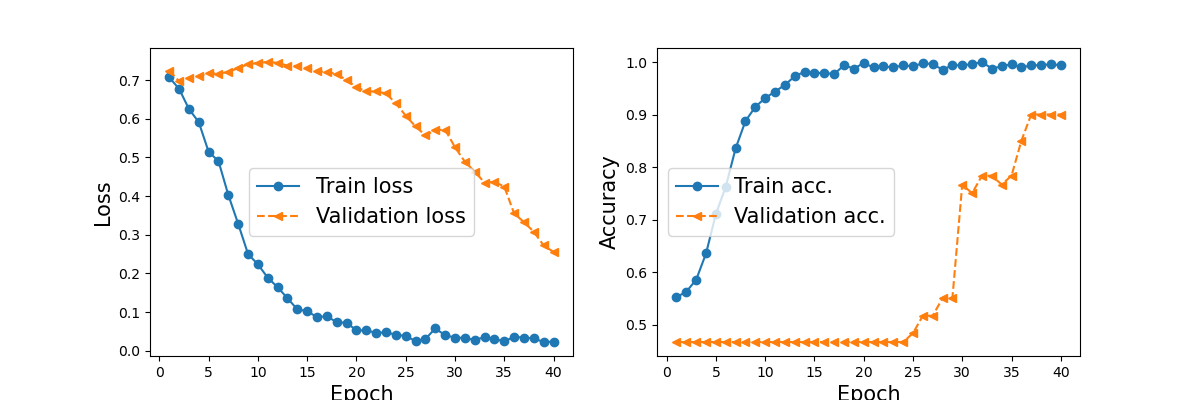 Loss
0.7
0.6
0.5
0.4
0.3
0.2
0.1
0.0
Train loss
Validation loss
0 5 10 15 20 25 30 35 40
Epoch
Accuracy
1.0
0.9
0.8
0.7
0.6
0.5
Train acc.
Validation acc.
0 5 10 15 20 25 30 35 40
Epoch